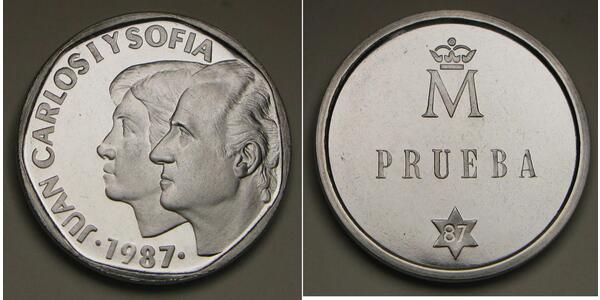 JUAN CARLOS I Y SOFIA
·1987·
M
PRUEBA
87